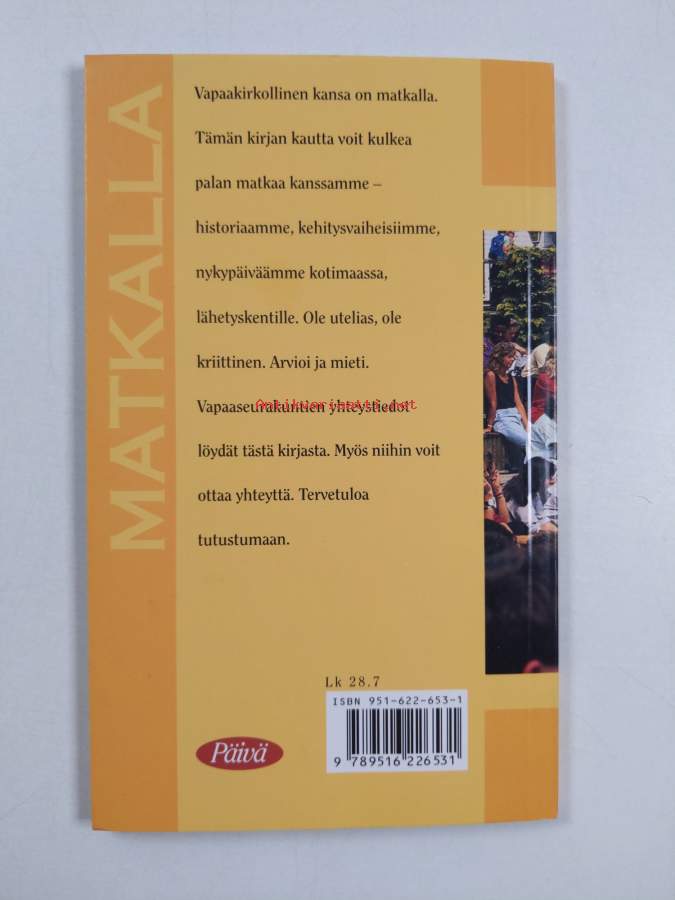 MATKALLA
Vapaakirkollinen kansa on matkalla.
Tämän kirjan kautta voit kulkea
palan matkaa kanssamme –
historiaamme, kehitysvaiheisiimme,
nykypäiväämme kotimaassa,
lähetyskentille. Ole utelias, ole
kriittinen. Arvioi ja mieti.
Antikvariaatti.net
Vapaaseurakuntien yhteystiedot
löydät tästä kirjasta. Myös niihin voit
ottaa yhteyttä. Tervetuloa
tutustumaan.
Lk 28.7
ISBN 951-622-653-1
9 789516 226531
Päivä